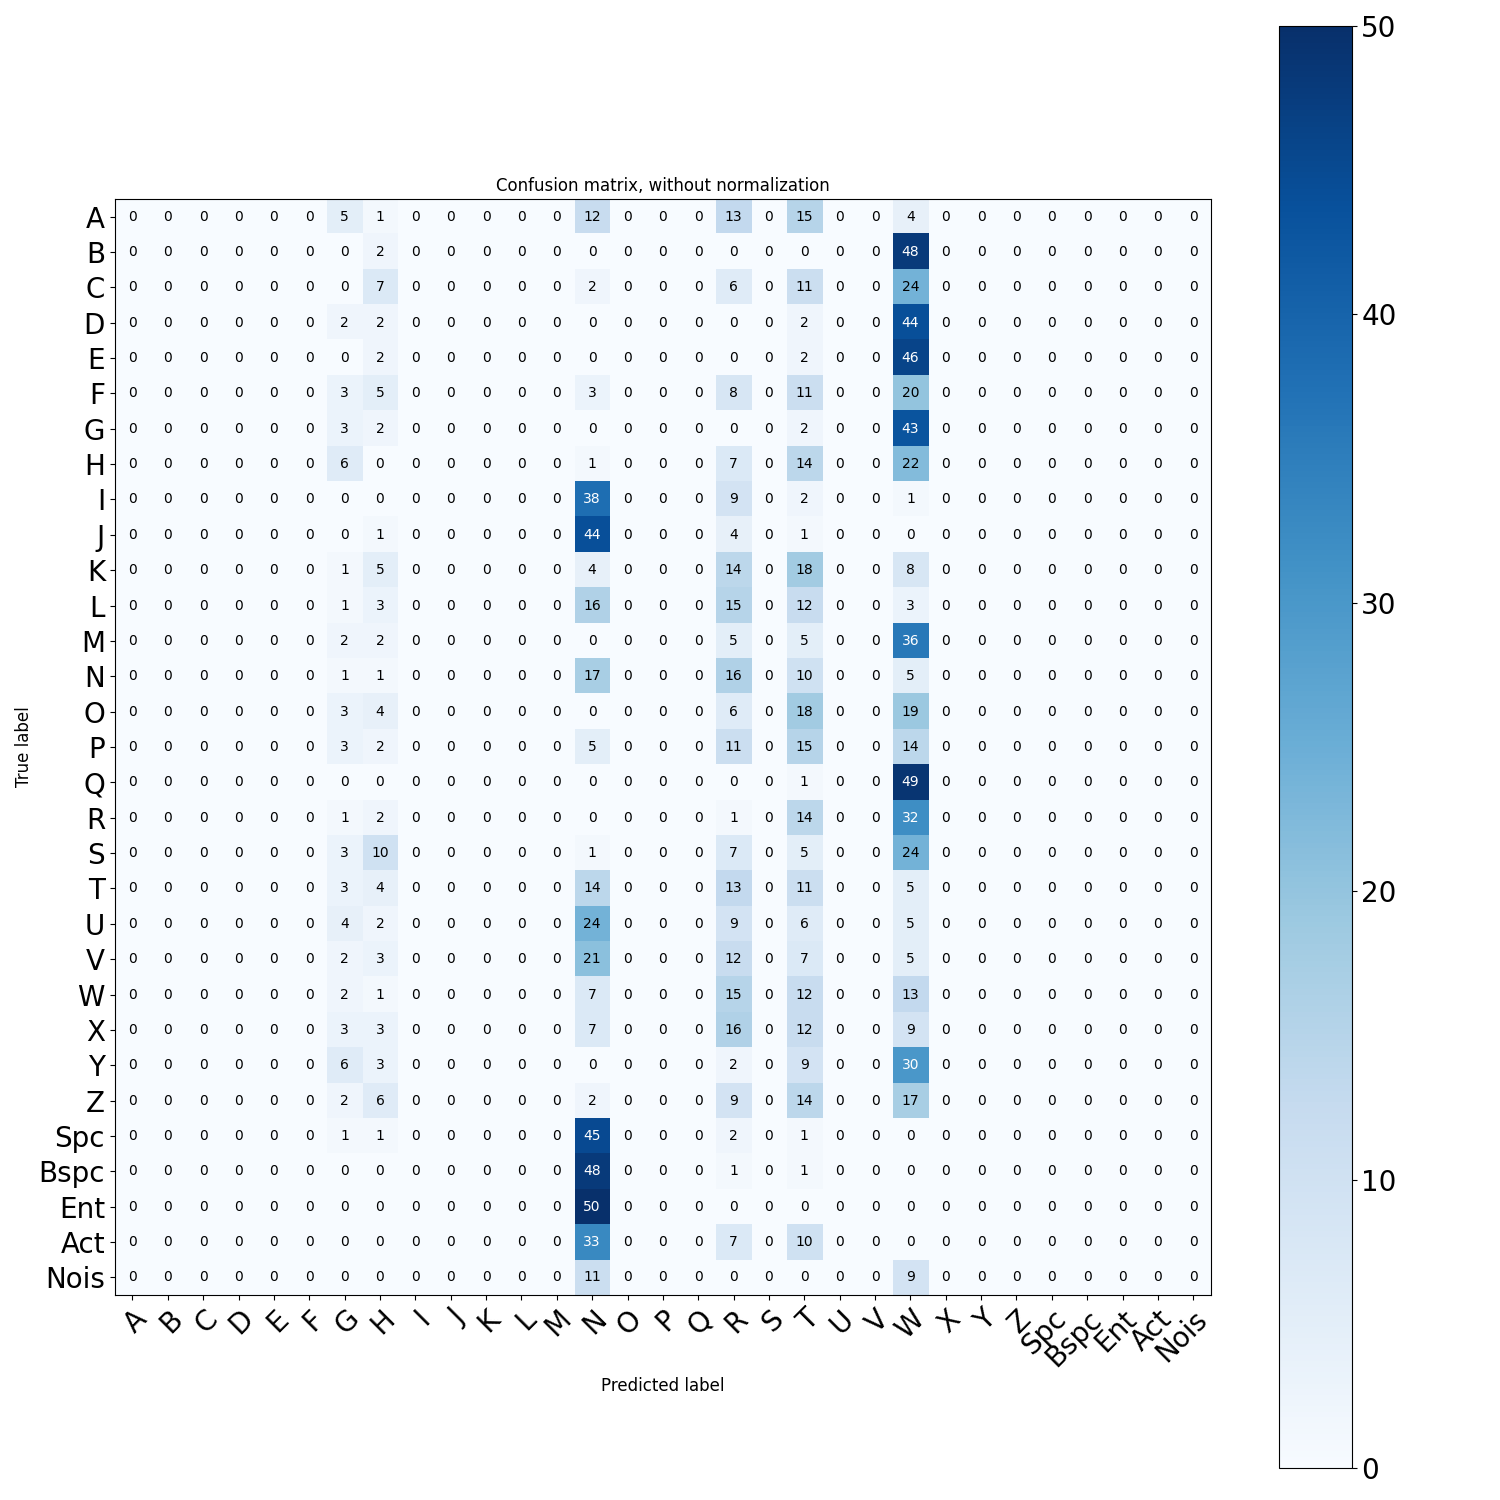 50
Confusion matrix, without normalization
A 0 0 0 0 0 0 5 1 0 0 0 0 0 12 0 0 0 13 0 15 0 0 4 0 0 0 0 0 0 0 0
B 0 0 0 0 0 0 0 2 0 0 0 0 0 0 0 0 0 0 0 0 0 0 48 0 0 0 0 0 0 0 0
C 0 0 0 0 0 0 0 7 0 0 0 0 0 2 0 0 0 6 0 11 0 0 24 0 0 0 0 0 0 0 0
D 0 0 0 0 0 0 2 2 0 0 0 0 0 0 0 0 0 0 0 2 0 0 44 0 0 0 0 0 0 0 0
40
E 0 0 0 0 0 0 0 2 0 0 0 0 0 0 0 0 0 0 0 2 0 0 46 0 0 0 0 0 0 0 0
F 0 0 0 0 0 0 3 5 0 0 0 0 0 3 0 0 0 8 0 11 0 0 20 0 0 0 0 0 0 0 0
G 0 0 0 0 0 0 3 2 0 0 0 0 0 0 0 0 0 0 0 2 0 0 43 0 0 0 0 0 0 0 0
H 0 0 0 0 0 0 6 0 0 0 0 0 0 1 0 0 0 7 0 14 0 0 22 0 0 0 0 0 0 0 0
I 0 0 0 0 0 0 0 0 0 0 0 0 0 38 0 0 0 9 0 2 0 0 1 0 0 0 0 0 0 0 0
J 0 0 0 0 0 0 0 1 0 0 0 0 0 44 0 0 0 4 0 1 0 0 0 0 0 0 0 0 0 0 0
K 0 0 0 0 0 0 1 5 0 0 0 0 0 4 0 0 0 14 0 18 0 0 8 0 0 0 0 0 0 0 0
L 0 0 0 0 0 0 1 3 0 0 0 0 0 16 0 0 0 15 0 12 0 0 3 0 0 0 0 0 0 0 0
30
M 0 0 0 0 0 0 2 2 0 0 0 0 0 0 0 0 0 5 0 5 0 0 36 0 0 0 0 0 0 0 0
N 0 0 0 0 0 0 1 1 0 0 0 0 0 17 0 0 0 16 0 10 0 0 5 0 0 0 0 0 0 0 0
O 0 0 0 0 0 0 3 4 0 0 0 0 0 0 0 0 0 6 0 18 0 0 19 0 0 0 0 0 0 0 0
True label
P 0 0 0 0 0 0 3 2 0 0 0 0 0 5 0 0 0 11 0 15 0 0 14 0 0 0 0 0 0 0 0
Q 0 0 0 0 0 0 0 0 0 0 0 0 0 0 0 0 0 0 0 1 0 0 49 0 0 0 0 0 0 0 0
R 0 0 0 0 0 0 1 2 0 0 0 0 0 0 0 0 0 1 0 14 0 0 32 0 0 0 0 0 0 0 0
S 0 0 0 0 0 0 3 10 0 0 0 0 0 1 0 0 0 7 0 5 0 0 24 0 0 0 0 0 0 0 0
T 0 0 0 0 0 0 3 4 0 0 0 0 0 14 0 0 0 13 0 11 0 0 5 0 0 0 0 0 0 0 0
20
U 0 0 0 0 0 0 4 2 0 0 0 0 0 24 0 0 0 9 0 6 0 0 5 0 0 0 0 0 0 0 0
V 0 0 0 0 0 0 2 3 0 0 0 0 0 21 0 0 0 12 0 7 0 0 5 0 0 0 0 0 0 0 0
W 0 0 0 0 0 0 2 1 0 0 0 0 0 7 0 0 0 15 0 12 0 0 13 0 0 0 0 0 0 0 0
X 0 0 0 0 0 0 3 3 0 0 0 0 0 7 0 0 0 16 0 12 0 0 9 0 0 0 0 0 0 0 0
Y 0 0 0 0 0 0 6 3 0 0 0 0 0 0 0 0 0 2 0 9 0 0 30 0 0 0 0 0 0 0 0
Z 0 0 0 0 0 0 2 6 0 0 0 0 0 2 0 0 0 9 0 14 0 0 17 0 0 0 0 0 0 0 0
Spc 0 0 0 0 0 0 1 1 0 0 0 0 0 45 0 0 0 2 0 1 0 0 0 0 0 0 0 0 0 0 0
Bspc 0 0 0 0 0 0 0 0 0 0 0 0 0 48 0 0 0 1 0 1 0 0 0 0 0 0 0 0 0 0 0
10
Ent 0 0 0 0 0 0 0 0 0 0 0 0 0 50 0 0 0 0 0 0 0 0 0 0 0 0 0 0 0 0 0
Act 0 0 0 0 0 0 0 0 0 0 0 0 0 33 0 0 0 7 0 10 0 0 0 0 0 0 0 0 0 0 0
Nois 0 0 0 0 0 0 0 0 0 0 0 0 0 11 0 0 0 0 0 0 0 0 9 0 0 0 0 0 0 0 0
A B C D E F G H I J K L M N O P Q R S T U V W X Y Z Spc Bspc Ent Act Nois
Predicted label
0